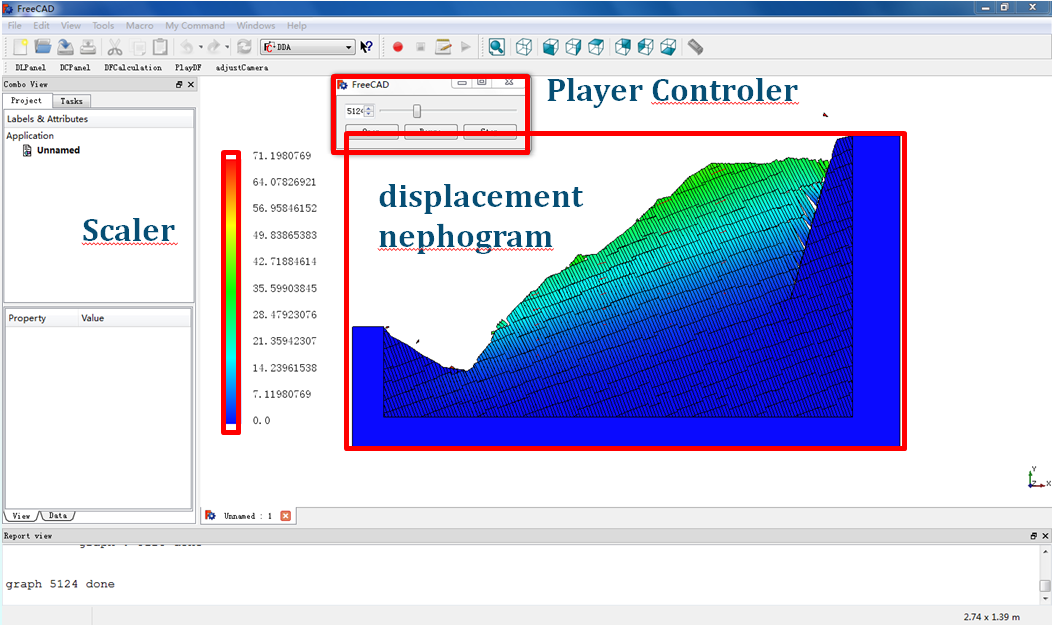 FreeCAD
File Edit View Tools Macro My Command Windows Help
DDA
DLPanel DCPanel DFCalculation PlayDF adjustCamera
Combo View
Project Tasks
Labels & Attributes
Application
Unnamed
Property Value
View Data
Scaler
71.1980769
64.07826921
56.95846152
49.83865383
42.71884614
35.59903845
28.47923076
21.35942307
14.23961538
7.11980769
0.0
FreeCAD
5124
Player Controler
displacement
nephogram
Y
Z X
Unnamed : 1
Report view
graph 5124 done
2.74 x 1.39 m